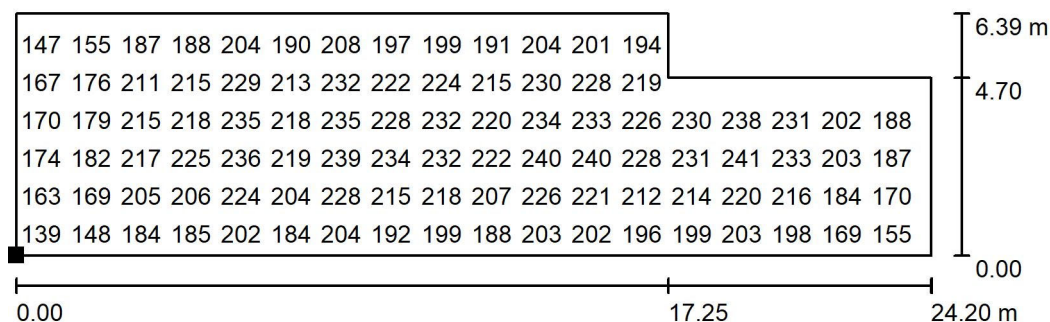 6.39 m
147 155 187 188 204 190 208 197 199 191 204 201 194
167 176 211 215 229 213 232 222 224 215 230 228 219
4.70
170 179 215 218 235 218 235 228 232 220 234 233 226 230 238 231 202 188
174 182 217 225 236 219 239 234 232 222 240 240 228 231 241 233 203 187
163 169 205 206 224 204 228 215 218 207 226 221 212 214 220 216 184 170
139 148 184 185 202 184 204 192 199 188 203 202 196 199 203 198 169 155
0.00
0.00 17.25 24.20 m